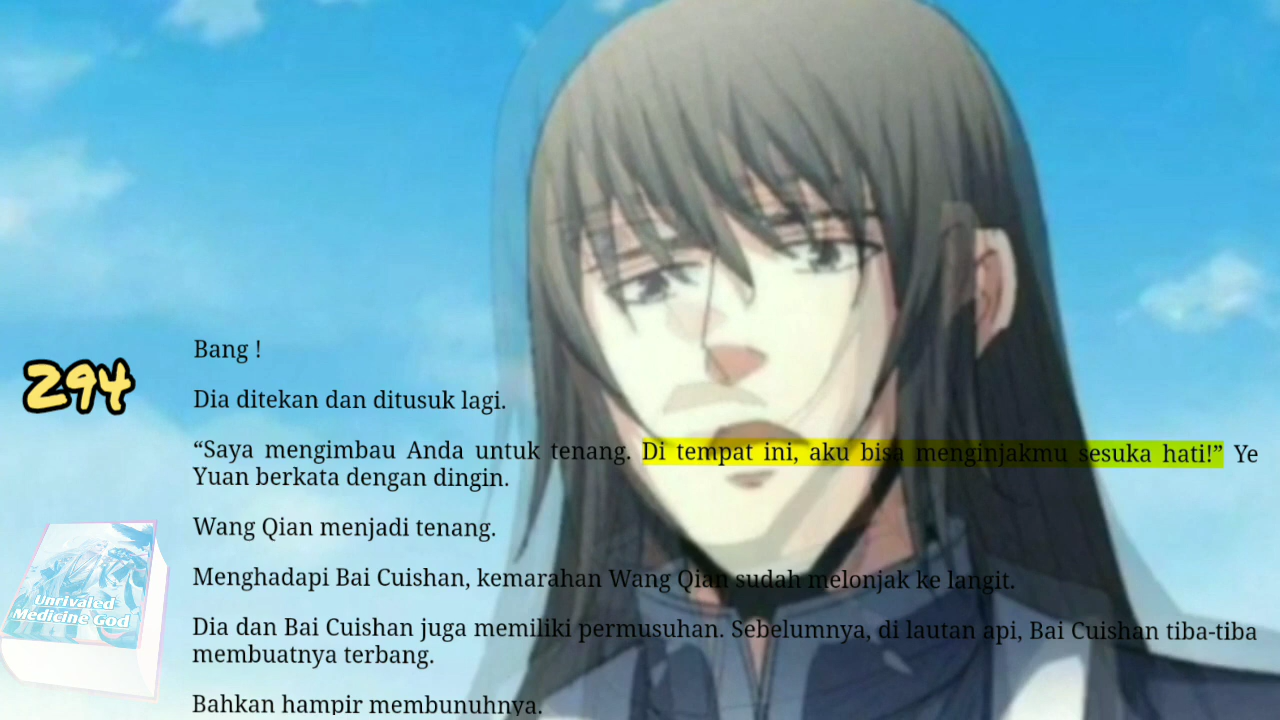 Bang !
294
Dia ditekan dan ditusuk lagi.
“Saya mengimbau Anda untuk tenang. Di tempat ini, aku bisa menginjakmu sesuka hati!” Ye
Yuan berkata dengan dingin.
Wang Qian menjadi tenang.
Menghadapi Bai Cuishan, kemarahan Wang Qian sudah melonjak ke langit.
Unrivaled
Medicine God
Dia dan Bai Cuishan juga memiliki permusuhan. Sebelumnya, di lautan api, Bai Cuishan tiba-tiba
membuatnya terbang.
Bahkan hampir membunuhnya.